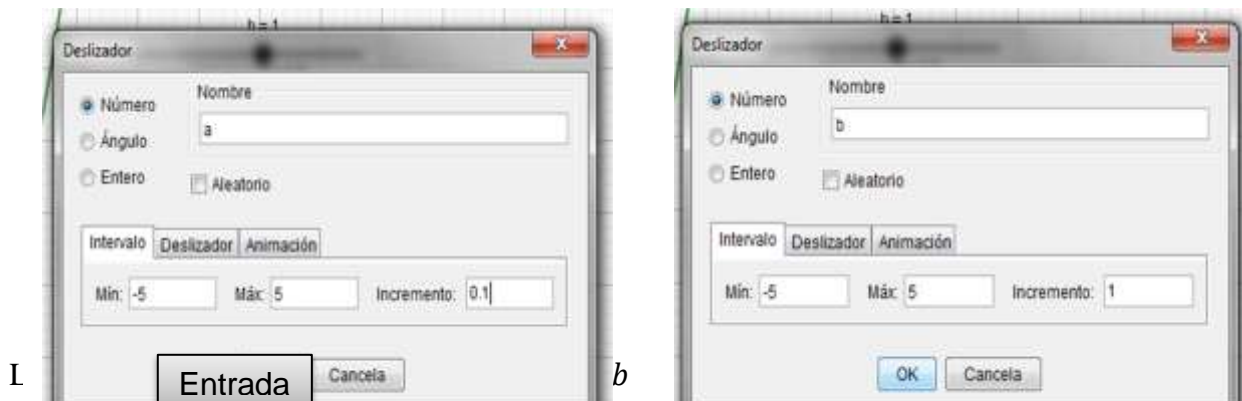 h = 1
Deslizador
Número
Ángulo
Entero
Nombre
a
Aleatorio
Intervalo Deslizador Animación
Mín: -5 Máx: 5 Incremento: 0.1
Entrada Cancela
L
b
h = 1
Deslizador
Número
Ángulo
Entero
Nombre
b
Aleatorio
Intervalo Deslizador Animación
Mín: -5 Máx: 5 Incremento: 1
OK Cancela